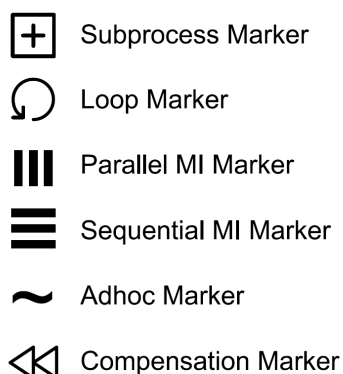 Subprocess Marker
Loop Marker
Parallel MI Marker
Sequential MI Marker
Adhoc Marker
Compensation Marker